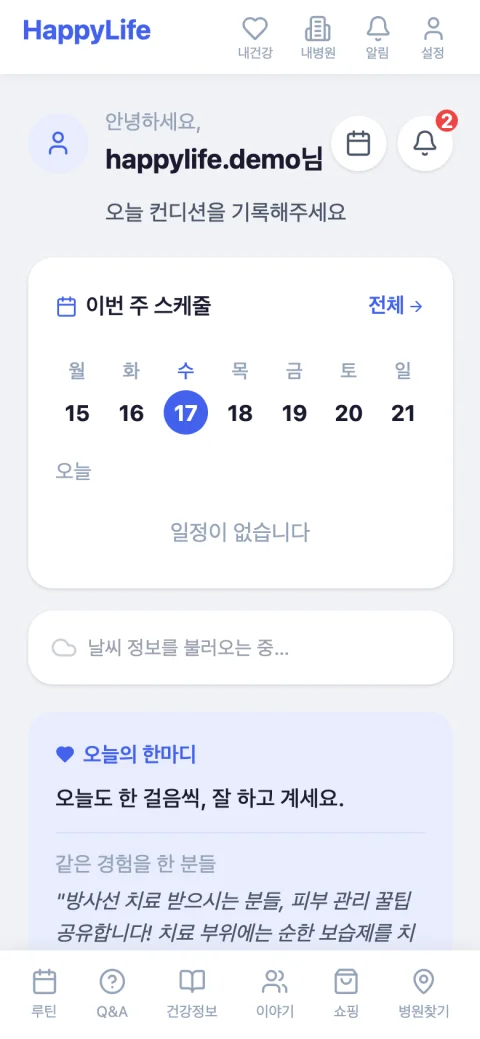 HappyLife
내건강 내병원 알림 설정
안녕하세요,
happylife.demo님
2
오늘 컨디션을 기록해주세요
이번 주 스케줄 전체 →
월 화 수 목 금 토 일
15 16 17 18 19 20 21
오늘
일정이 없습니다
날씨 정보를 불러오는 중...
오늘의 한마디
오늘도 한 걸음씩, 잘 하고 계세요.
같은 경험을 한 분들
"방사선 치료 받으시는 분들, 피부 관리 꿀팁
공유합니다! 치료 부위에는 순한 보습제를 치
루틴 Q&A 건강정보 이야기 쇼핑 병원찾기